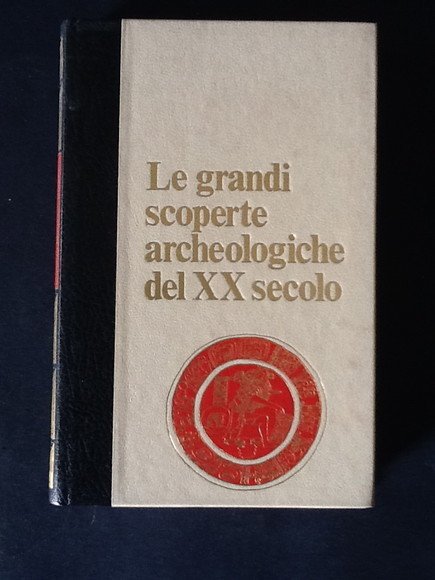 Le grandi
scoperte
archeologiche
del XX secolo